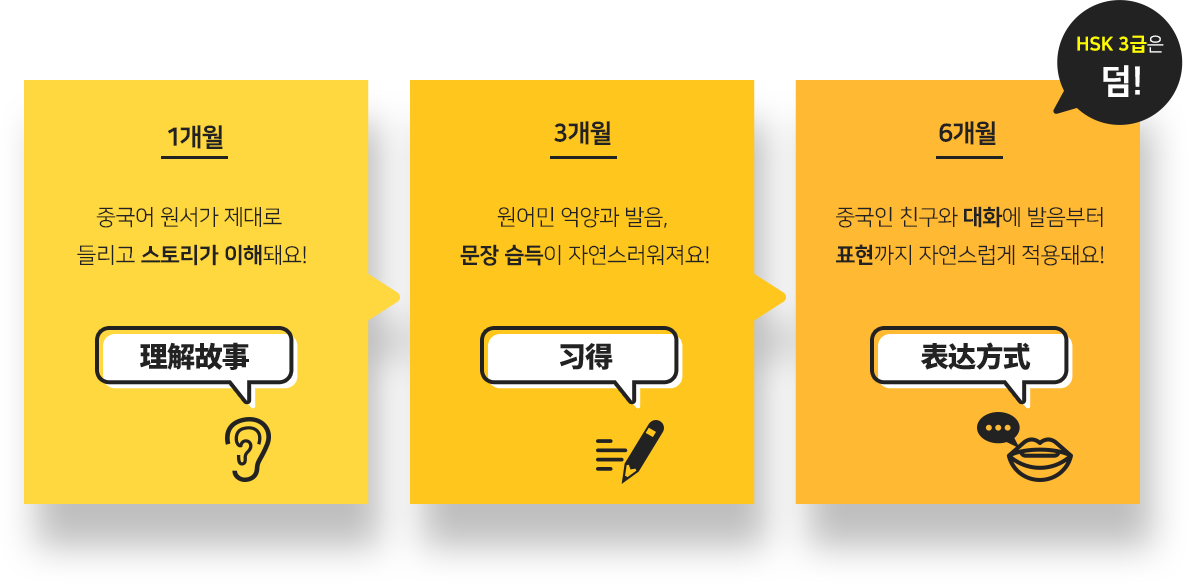 HSK 3급은
덤!
1개월
중국어 원서가 제대로
들리고 스토리가 이해돼요!
理解故事
3개월
원어민 억양과 발음,
문장 습득이 자연스러워져요!
习得
6개월
중국인 친구와 대화에 발음부터
표현까지 자연스럽게 적용돼요!
表达方式